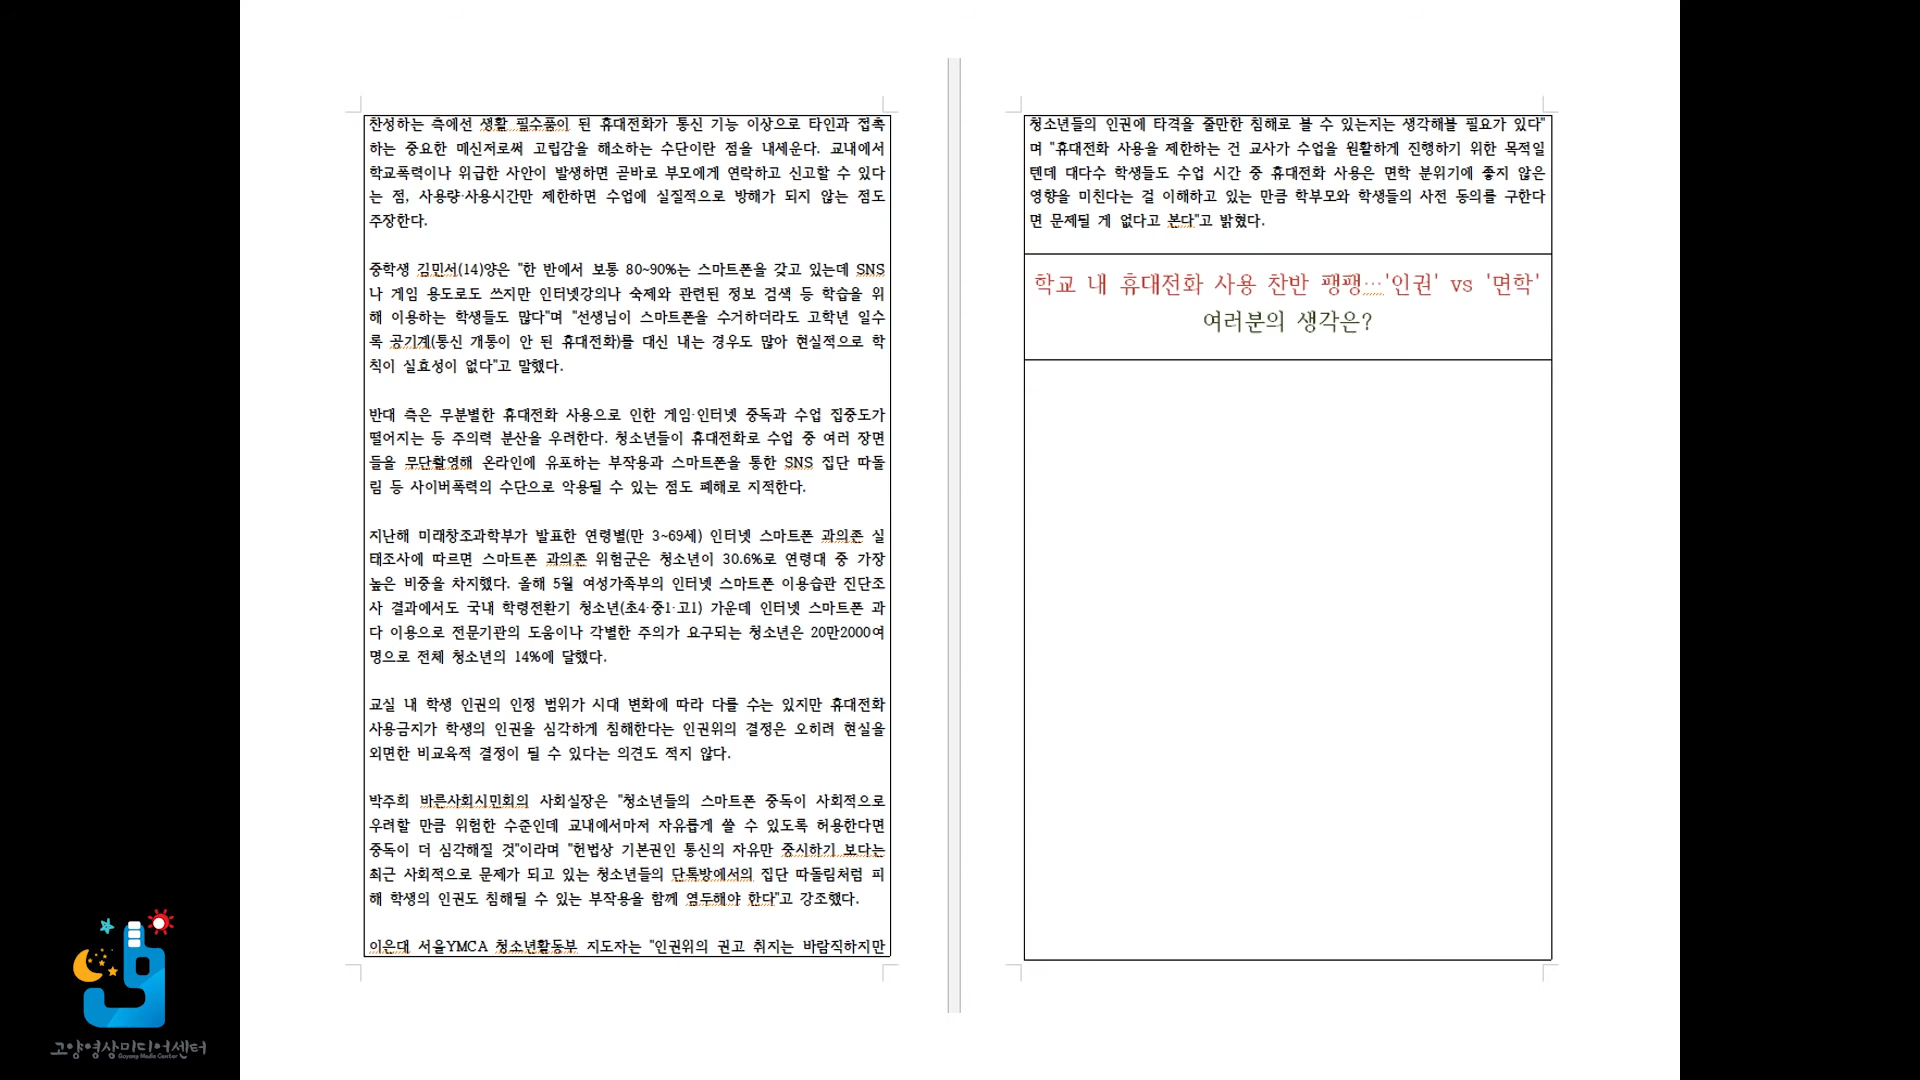 찬성하는 측에선 생활 필수품이 된 휴대전화가 통신 기능 이상으로 타인과 접촉
하는 중요한 매신저로써 고립감을 해소하는 수단이란 점을 내세운다. 교내에서
학교폭력이나 위급한 사안이 발생하면 곧바로 부모에게 연락하고 신고할 수 있다
는 점, 사용량·사용시간만 제한하면 수업에 실질적으로 방해가 되지 않는 점도
주장한다.
중학생 김민서(14)양은 "한 반에서 보통 80~90%는 스마트폰을 갖고 있는데 SNS
나 게임 용도로도 쓰지만 인터넷강의나 숙제와 관련된 정보 검색 등 학습을 위
해 이용하는 학생들도 많다"며 "선생님이 스마트폰을 수거하더라도 고학년 일수
록 공기계(통신 개통이 안 된 휴대전화)를 대신 내는 경우도 많아 현실적으로 학
칙이 실효성이 없다"고 말했다.
반대 측은 무분별한 휴대전화 사용으로 인한 게임·인터넷 중독과 수업 집중도가
떨어지는 등 주의력 분산을 우려한다. 청소년들이 휴대전화로 수업 중 여러 장면
들을 무단촬영해 온라인에 유포하는 부작용과 스마트폰을 통한 SNS 집단 따돌
림 등 사이버폭력의 수단으로 악용될 수 있는 점도 폐해로 지적한다.
지난해 미래창조과학부가 발표한 연령별(만 3~69세) 인터넷 스마트폰 과의존 실
태조사에 따르면 스마트폰 과의존 위험군은 청소년이 30.6%로 연령대 중 가장
높은 비중을 차지했다. 올해 5월 여성가족부의 인터넷 스마트폰 이용습관 진단조
사 결과에서도 국내 학령전환기 청소년(초4·중1·고1) 가운데 인터넷 스마트폰 과
다 이용으로 전문기관의 도움이나 각별한 주의가 요구되는 청소년은 20만2000여
명으로 전체 청소년의 14%에 달했다.
교실 내 학생 인권의 인정 범위가 시대 변화에 따라 다를 수는 있지만 휴대전화
사용금지가 학생의 인권을 심각하게 침해한다는 인권위의 결정은 오히려 현실을
외면한 비교육적 결정이 될 수 있다는 의견도 적지 않다.
박주희 바른사회시민회의 사회실장은 "청소년들의 스마트폰 중독이 사회적으로
우려할 만큼 위험한 수준인데 교내에서마저 자유롭게 쓸 수 있도록 허용한다면
중독이 더 심각해질 것"이라며 "헌법상 기본권인 통신의 자유만 중시하기 보다는
최근 사회적으로 문제가 되고 있는 청소년들의 단톡방에서의 집단 따돌림처럼 피
해 학생의 인권도 침해될 수 있는 부작용을 함께 염두해야 한다"고 강조했다.
이은대 서울YMCA 청소년활동부 지도자는 "인권위의 권고 취지는 바람직하지만
청소년들의 인권에 타격을 줄만한 침해로 볼 수 있는지는 생각해볼 필요가 있다"
며 "휴대전화 사용을 제한하는 건 교사가 수업을 원활하게 진행하기 위한 목적일
텐데 대다수 학생들도 수업 시간 중 휴대전화 사용은 면학 분위기에 좋지 않은
영향을 미친다는 걸 이해하고 있는 만큼 학부모와 학생들의 사전 동의를 구한다
면 문제될 게 없다고 본다"고 밝혔다.
학교 내 휴대전화 사용 찬반 팽팽…'인권' vs '면학'
여러분의 생각은?
고양영상미디어센터
Goyang Media Center